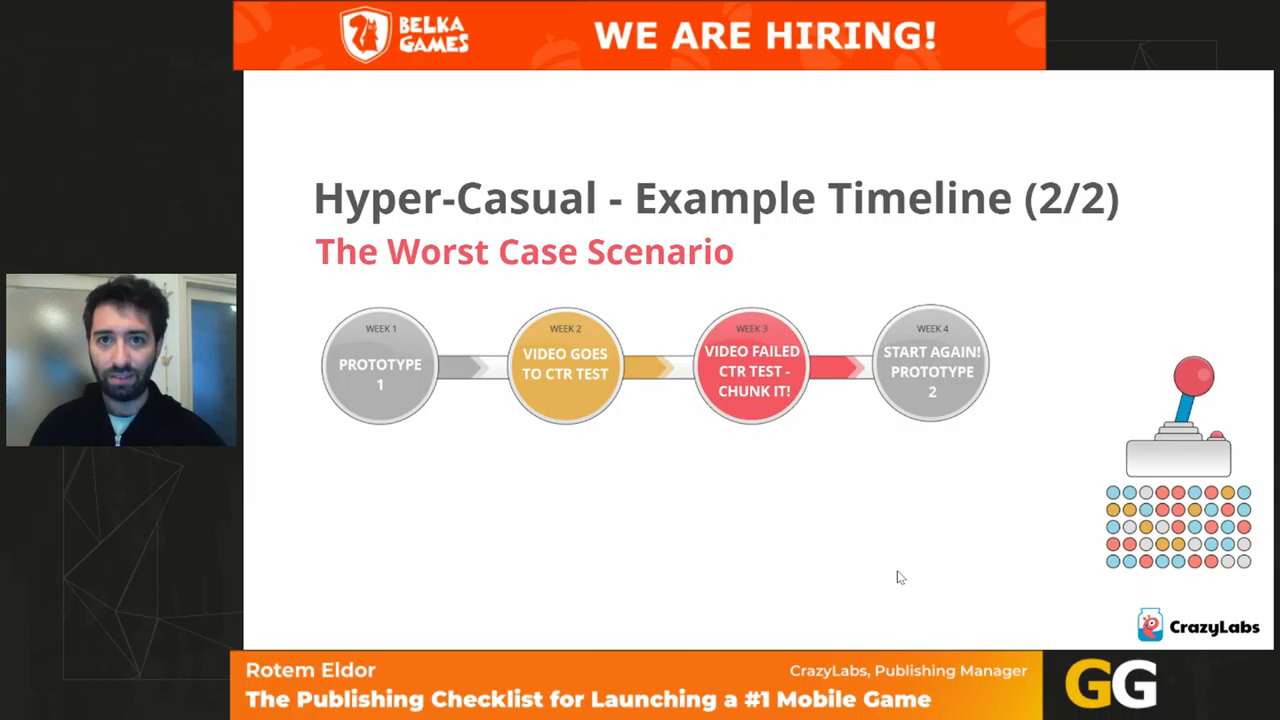 BELKA
GAMES
WE ARE HIRING!
Hyper-Casual - Example Timeline (2/2)
The Worst Case Scenario
WEEK 1
PROTOTYPE
1
WEEK 2
VIDEO GOES
TO CTR TEST
WEEK 3
VIDEO FAILED
CTR TEST -
CHUNK IT!
WEEK 4
START AGAIN!
PROTOTYPE
2
CrazyLabs
Rotem Eldor
CrazyLabs, Publishing Manager
The Publishing Checklist for Launching a #1 Mobile Game
GG